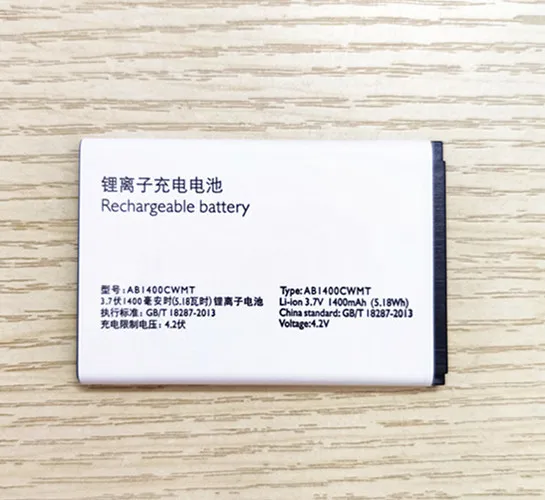 锂离子充电电池
Rechargeable battery
型号: AB1400CWMT
3.7伏1400毫安时(5.18瓦时)锂离子电池
执行标准: GB/T 18287-2013
充电限制电压: 4.2伏
Type: AB1400CWMT
Li-ion 3.7V 1400mAh (5.18Wh)
China standard: GB/T 18287-2013
Voltage: 4.2V